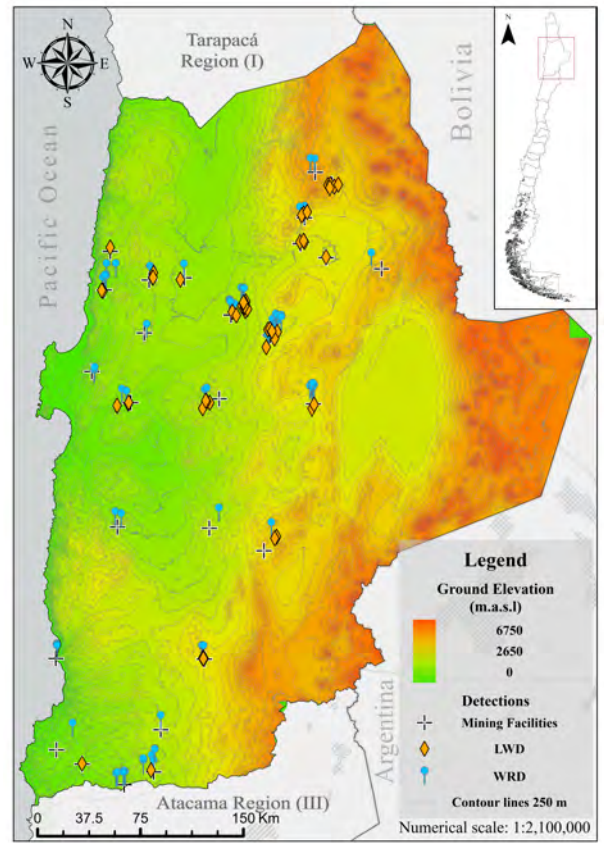 N
W E
S
Tarapacá
Region (I)
N
Pacific Ocean
Bolivia
Argentina
Legend
Ground Elevation
(m.a.s.l)
6750
2650
0
Detections
Mining Facilities
LWD
WRD
Contour lines 250 m
Atacama Region (III)
0 37.5 75 150 Km
Numerical scale: 1:2,100,000